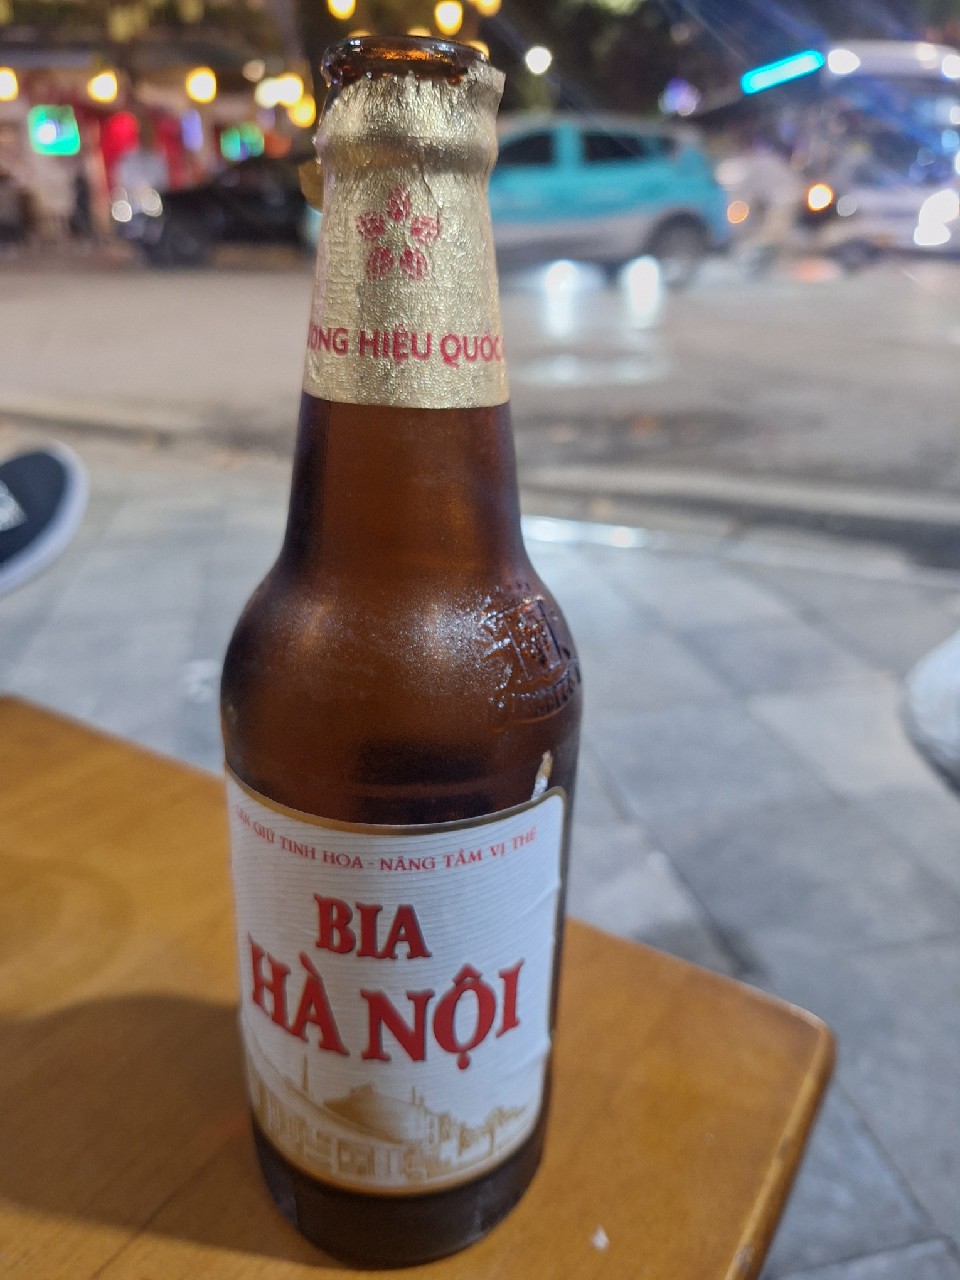 HIỆU QUỐC
GIỮ TINH HOA - NÂNG TẦM VỊ THẾ
BIA
HÀ NỘI